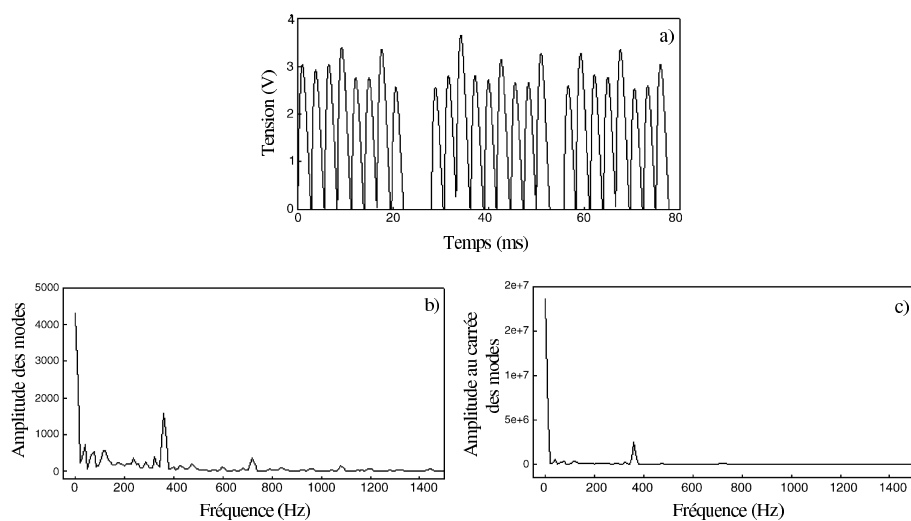 a)
4
3
2
1
0
Tension (V)
0 20 40 60 80
Temps (ms)
b)
5000
4000
3000
2000
1000
0
Amplitude des modes
0 200 400 600 800 1000 1200 1400
Fréquence (Hz)
c)
2e+7
2e+7
1e+7
5e+6
0
Amplitude au carrée
des modes
0 200 400 600 800 1000 1200 1400
Fréquence (Hz)